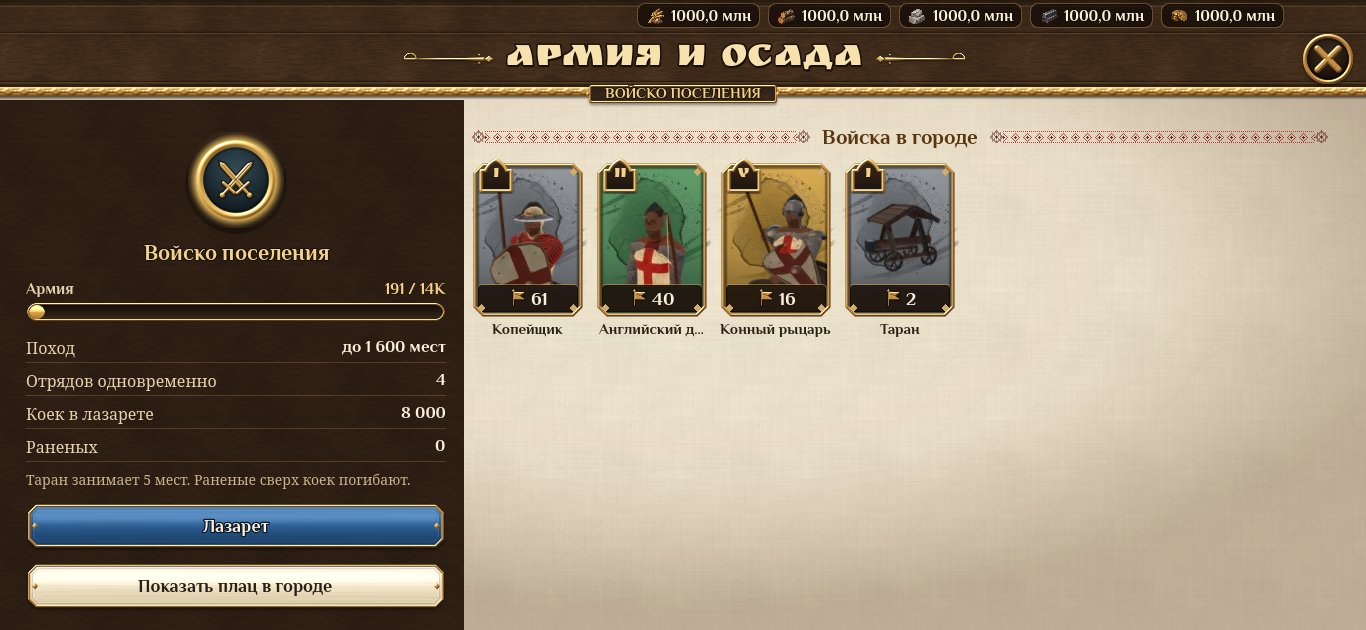 1000,0 млн 1000,0 млн 1000,0 млн 1000,0 млн 1000,0 млн
АРМИЯ И ОСАДА
ВОЙСКО ПОСЕЛЕНИЯ
Войско поселения
Армия 191 / 14K
Поход до 1 600 мест
Отрядов одновременно 4
Коек в лазарете 8 000
Раненых 0
Таран занимает 5 мест. Раненые сверх коек погибают.
Лазарет
Показать плац в городе
Войска в городе
I II V I
61 40 16 2
Копейщик Английский д... Конный рыцарь Таран